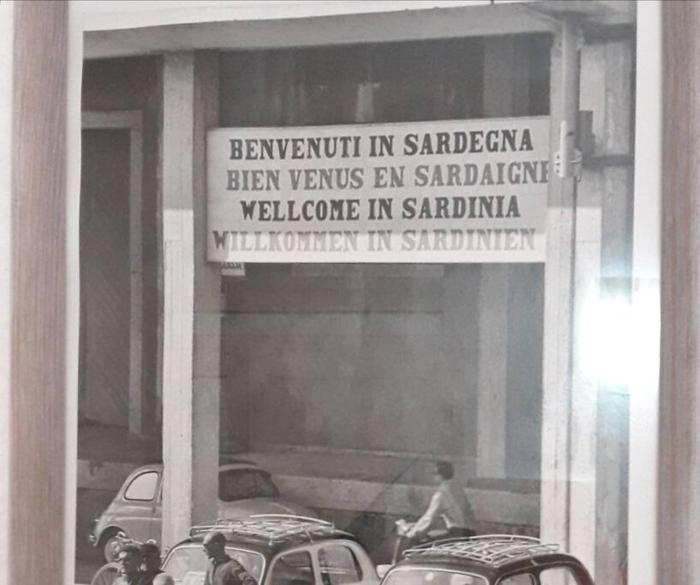 BENVENUTI IN SARDEGNA
BIEN VENUS EN SARDAIGNE
WELLCOME IN SARDINIA
WILLKOMMEN IN SARDINIEN